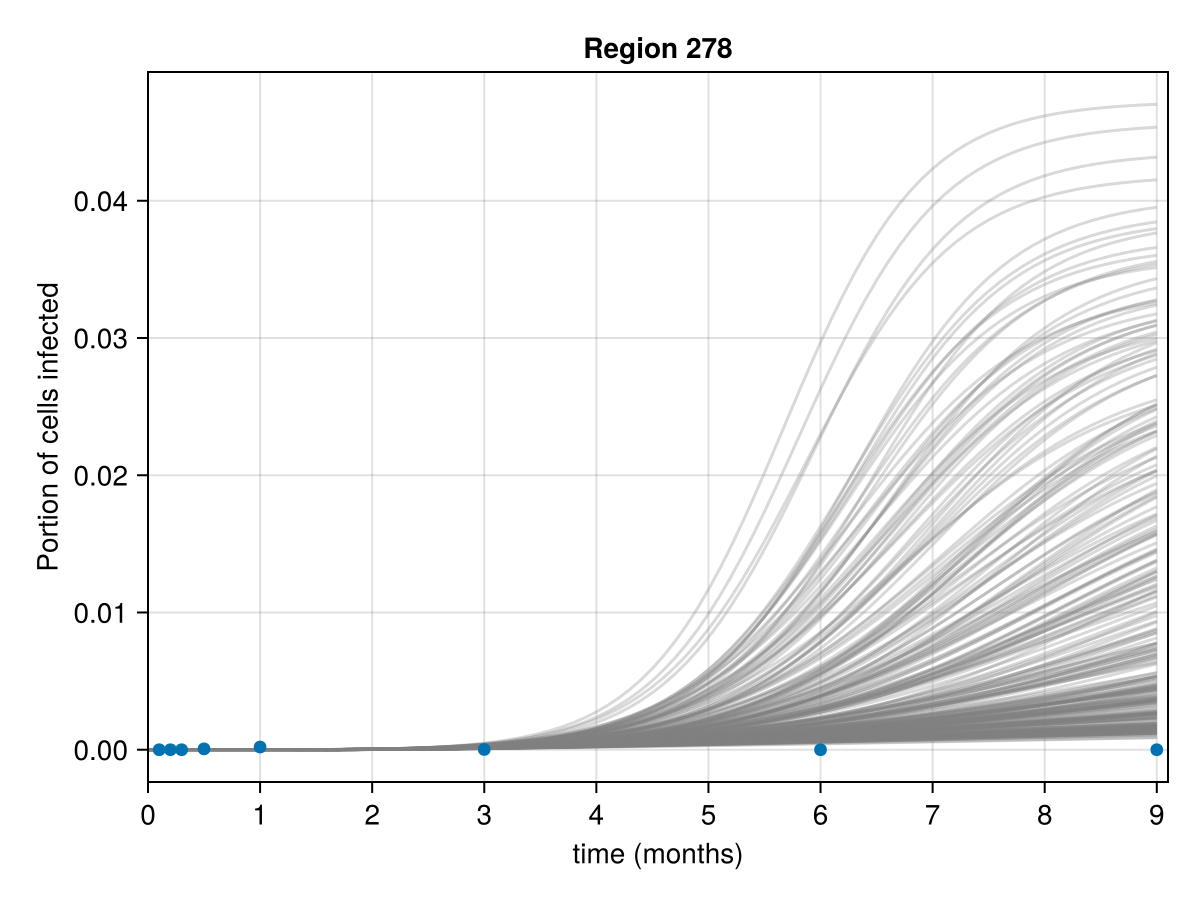 Region 278
Portion of cells infected
0.04
0.03
0.02
0.01
0.00
0 1 2 3 4 5 6 7 8 9
time (months)